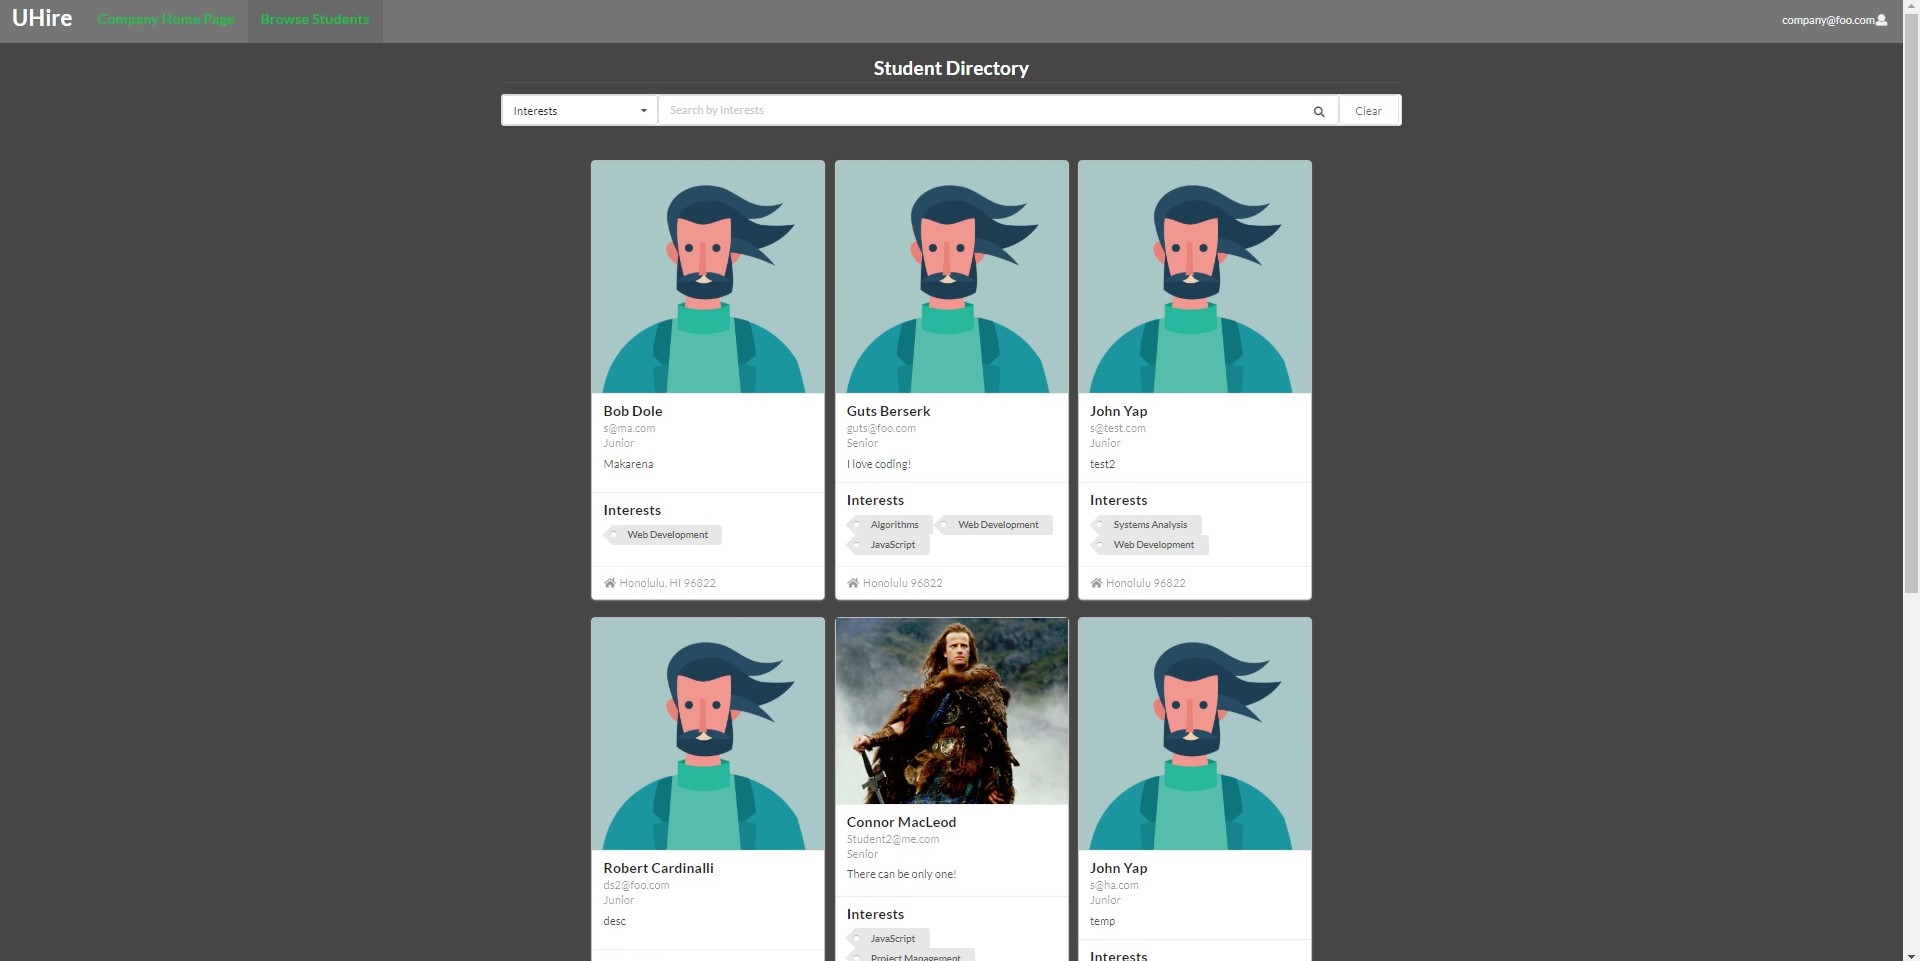 UHire Company Home Page Browse Students company@foo.com
Student Directory
Interests Search by Interests Clear
Bob Dole
s@ma.com
Junior
Makarena
Interests
Web Development
Honolulu, HI 96822
Guts Berserk
guts@foo.com
Senior
I love coding!
Interests
Algorithms Web Development
JavaScript
Honolulu 96822
John Yap
s@test.com
Junior
test2
Interests
Systems Analysis
Web Development
Honolulu 96822
Robert Cardinalli
ds2@foo.com
Junior
desc
Connor MacLeod
Student2@me.com
Senior
There can be only one!
Interests
JavaScript
Project Management
John Yap
s@ha.com
Junior
temp
Interests